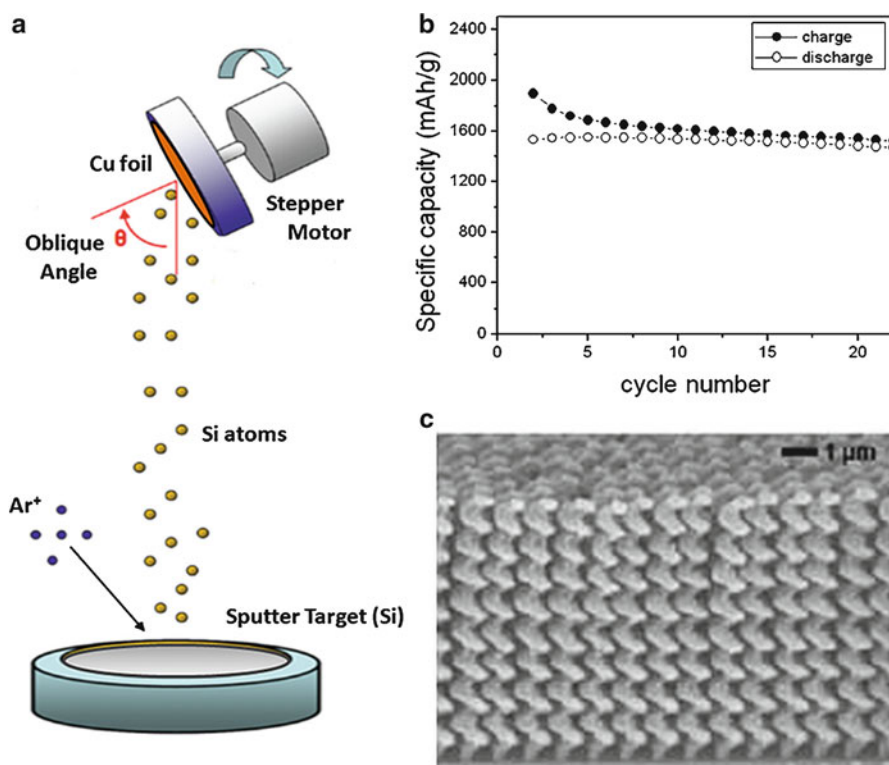 a
Cu foil
Stepper
Motor
θ
Oblique
Angle
Si atoms
Ar+
Sputter Target (Si)
b
2400
2000
1600
1200
800
400
0
0
5
10
15
20
Specific capacity (mAh/g)
cycle number
charge
discharge
c
1 µm